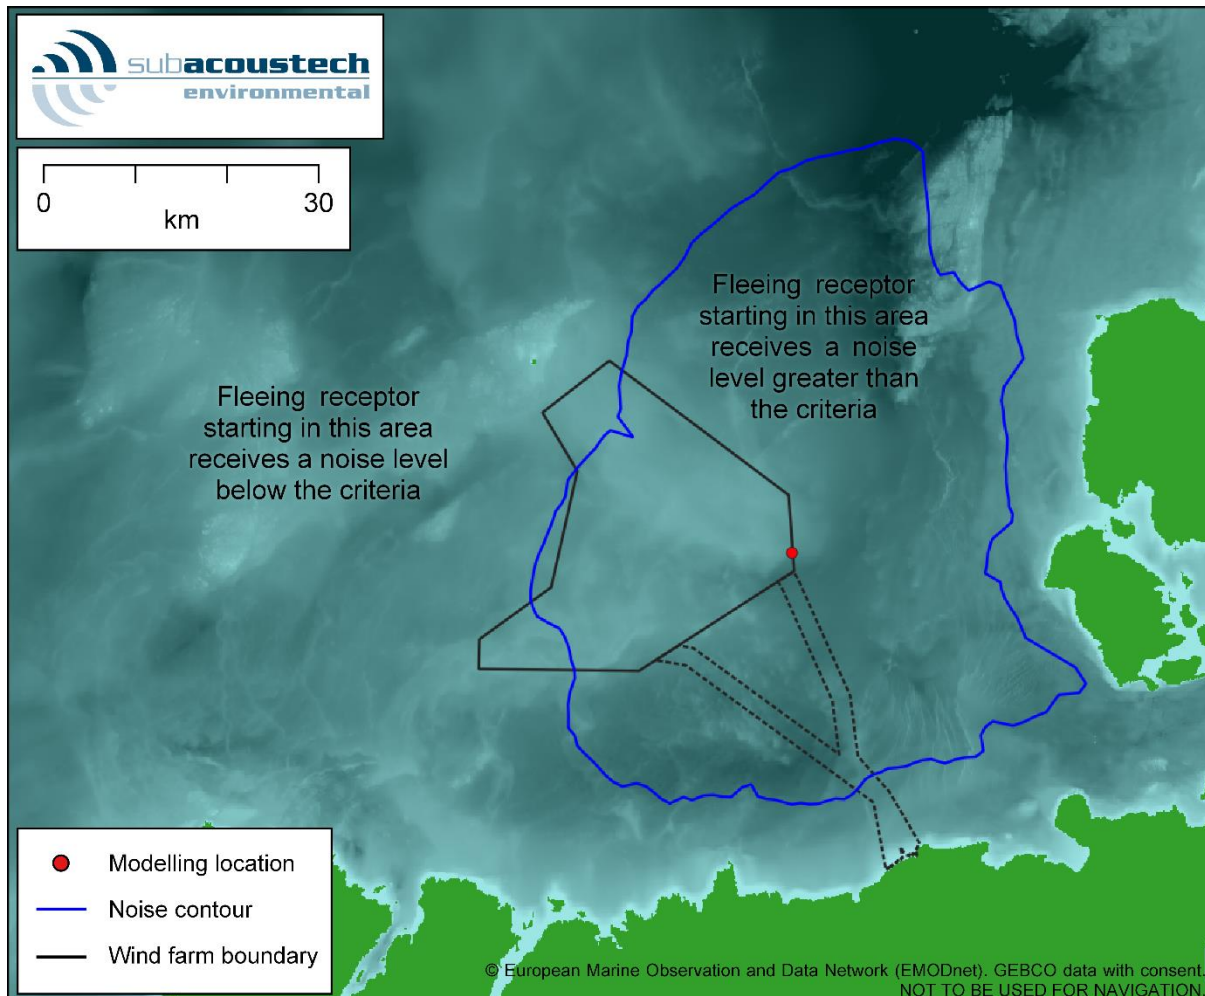 subacoustech
environmental
0 30
km
Fleeing receptor
starting in this area
receives a noise
level greater than
the criteria
Fleeing receptor
starting in this area
receives a noise level
below the criteria
Modelling location
Noise contour
Wind farm boundary
© European Marine Observation and Data Network (EMODnet). GEBCO data with consent.
NOT TO BE USED FOR NAVIGATION.